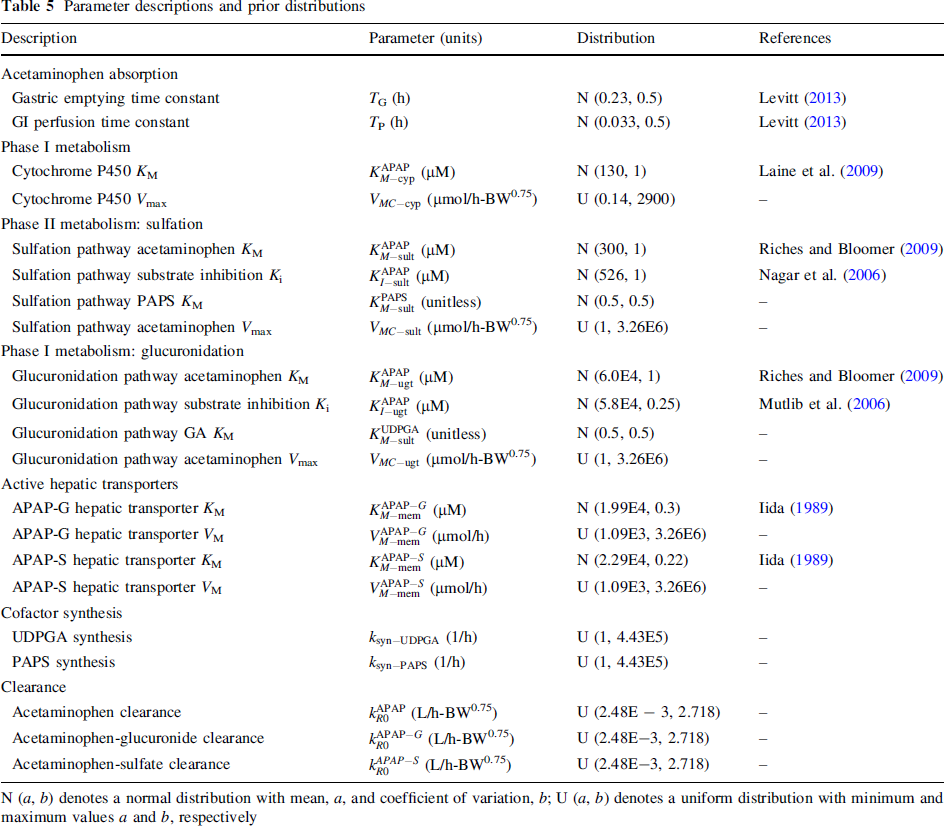 Table 5 Parameter descriptions and prior distributions
Description Parameter (units) Distribution References
Acetaminophen absorption
Gastric emptying time constant T_G (h) N (0.23, 0.5) Levitt (2013)
GI perfusion time constant T_P (h) N (0.033, 0.5) Levitt (2013)
Phase I metabolism
Cytochrome P450 K_M K_{M−cyp}^{APAP} (μM) N (130, 1) Laine et al. (2009)
Cytochrome P450 V_max V_{MC−cyp} (μmol/h-BW^{0.75}) U (0.14, 2900) –
Phase II metabolism: sulfation
Sulfation pathway acetaminophen K_M K_{M−sult}^{APAP} (μM) N (300, 1) Riches and Bloomer (2009)
Sulfation pathway substrate inhibition K_i K_{I−sult}^{APAP} (μM) N (526, 1) Nagar et al. (2006)
Sulfation pathway PAPS K_M K_{M−sult}^{PAPS} (unitless) N (0.5, 0.5) –
Sulfation pathway acetaminophen V_max V_{MC−sult} (μmol/h-BW^{0.75}) U (1, 3.26E6) –
Phase I metabolism: glucuronidation
Glucuronidation pathway acetaminophen K_M K_{M−ugt}^{APAP} (μM) N (6.0E4, 1) Riches and Bloomer (2009)
Glucuronidation pathway substrate inhibition K_i K_{I−ugt}^{APAP} (μM) N (5.8E4, 0.25) Mutlib et al. (2006)
Glucuronidation pathway GA K_M K_{M−sult}^{UDPGA} (unitless) N (0.5, 0.5) –
Glucuronidation pathway acetaminophen V_max V_{MC−ugt} (μmol/h-BW^{0.75}) U (1, 3.26E6) –
Active hepatic transporters
APAP-G hepatic transporter K_M K_{M−mem}^{APAP−G} (μM) N (1.99E4, 0.3) Iida (1989)
APAP-G hepatic transporter V_M V_{M−mem}^{APAP−G} (μmol/h) U (1.09E3, 3.26E6) –
APAP-S hepatic transporter K_M K_{M−mem}^{APAP−S} (μM) N (2.29E4, 0.22) Iida (1989)
APAP-S hepatic transporter V_M V_{M−mem}^{APAP−S} (μmol/h) U (1.09E3, 3.26E6) –
Cofactor synthesis
UDPGA synthesis k_{syn−UDPGA} (1/h) U (1, 4.43E5) –
PAPS synthesis k_{syn−PAPS} (1/h) U (1, 4.43E5) –
Clearance
Acetaminophen clearance k_{R0}^{APAP} (L/h-BW^{0.75}) U (2.48E − 3, 2.718) –
Acetaminophen-glucuronide clearance k_{R0}^{APAP−G} (L/h-BW^{0.75}) U (2.48E−3, 2.718) –
Acetaminophen-sulfate clearance k_{R0}^{APAP−S} (L/h-BW^{0.75}) U (2.48E−3, 2.718) –
N (a, b) denotes a normal distribution with mean, a, and coefficient of variation, b; U (a, b) denotes a uniform distribution with minimum and
maximum values a and b, respectively